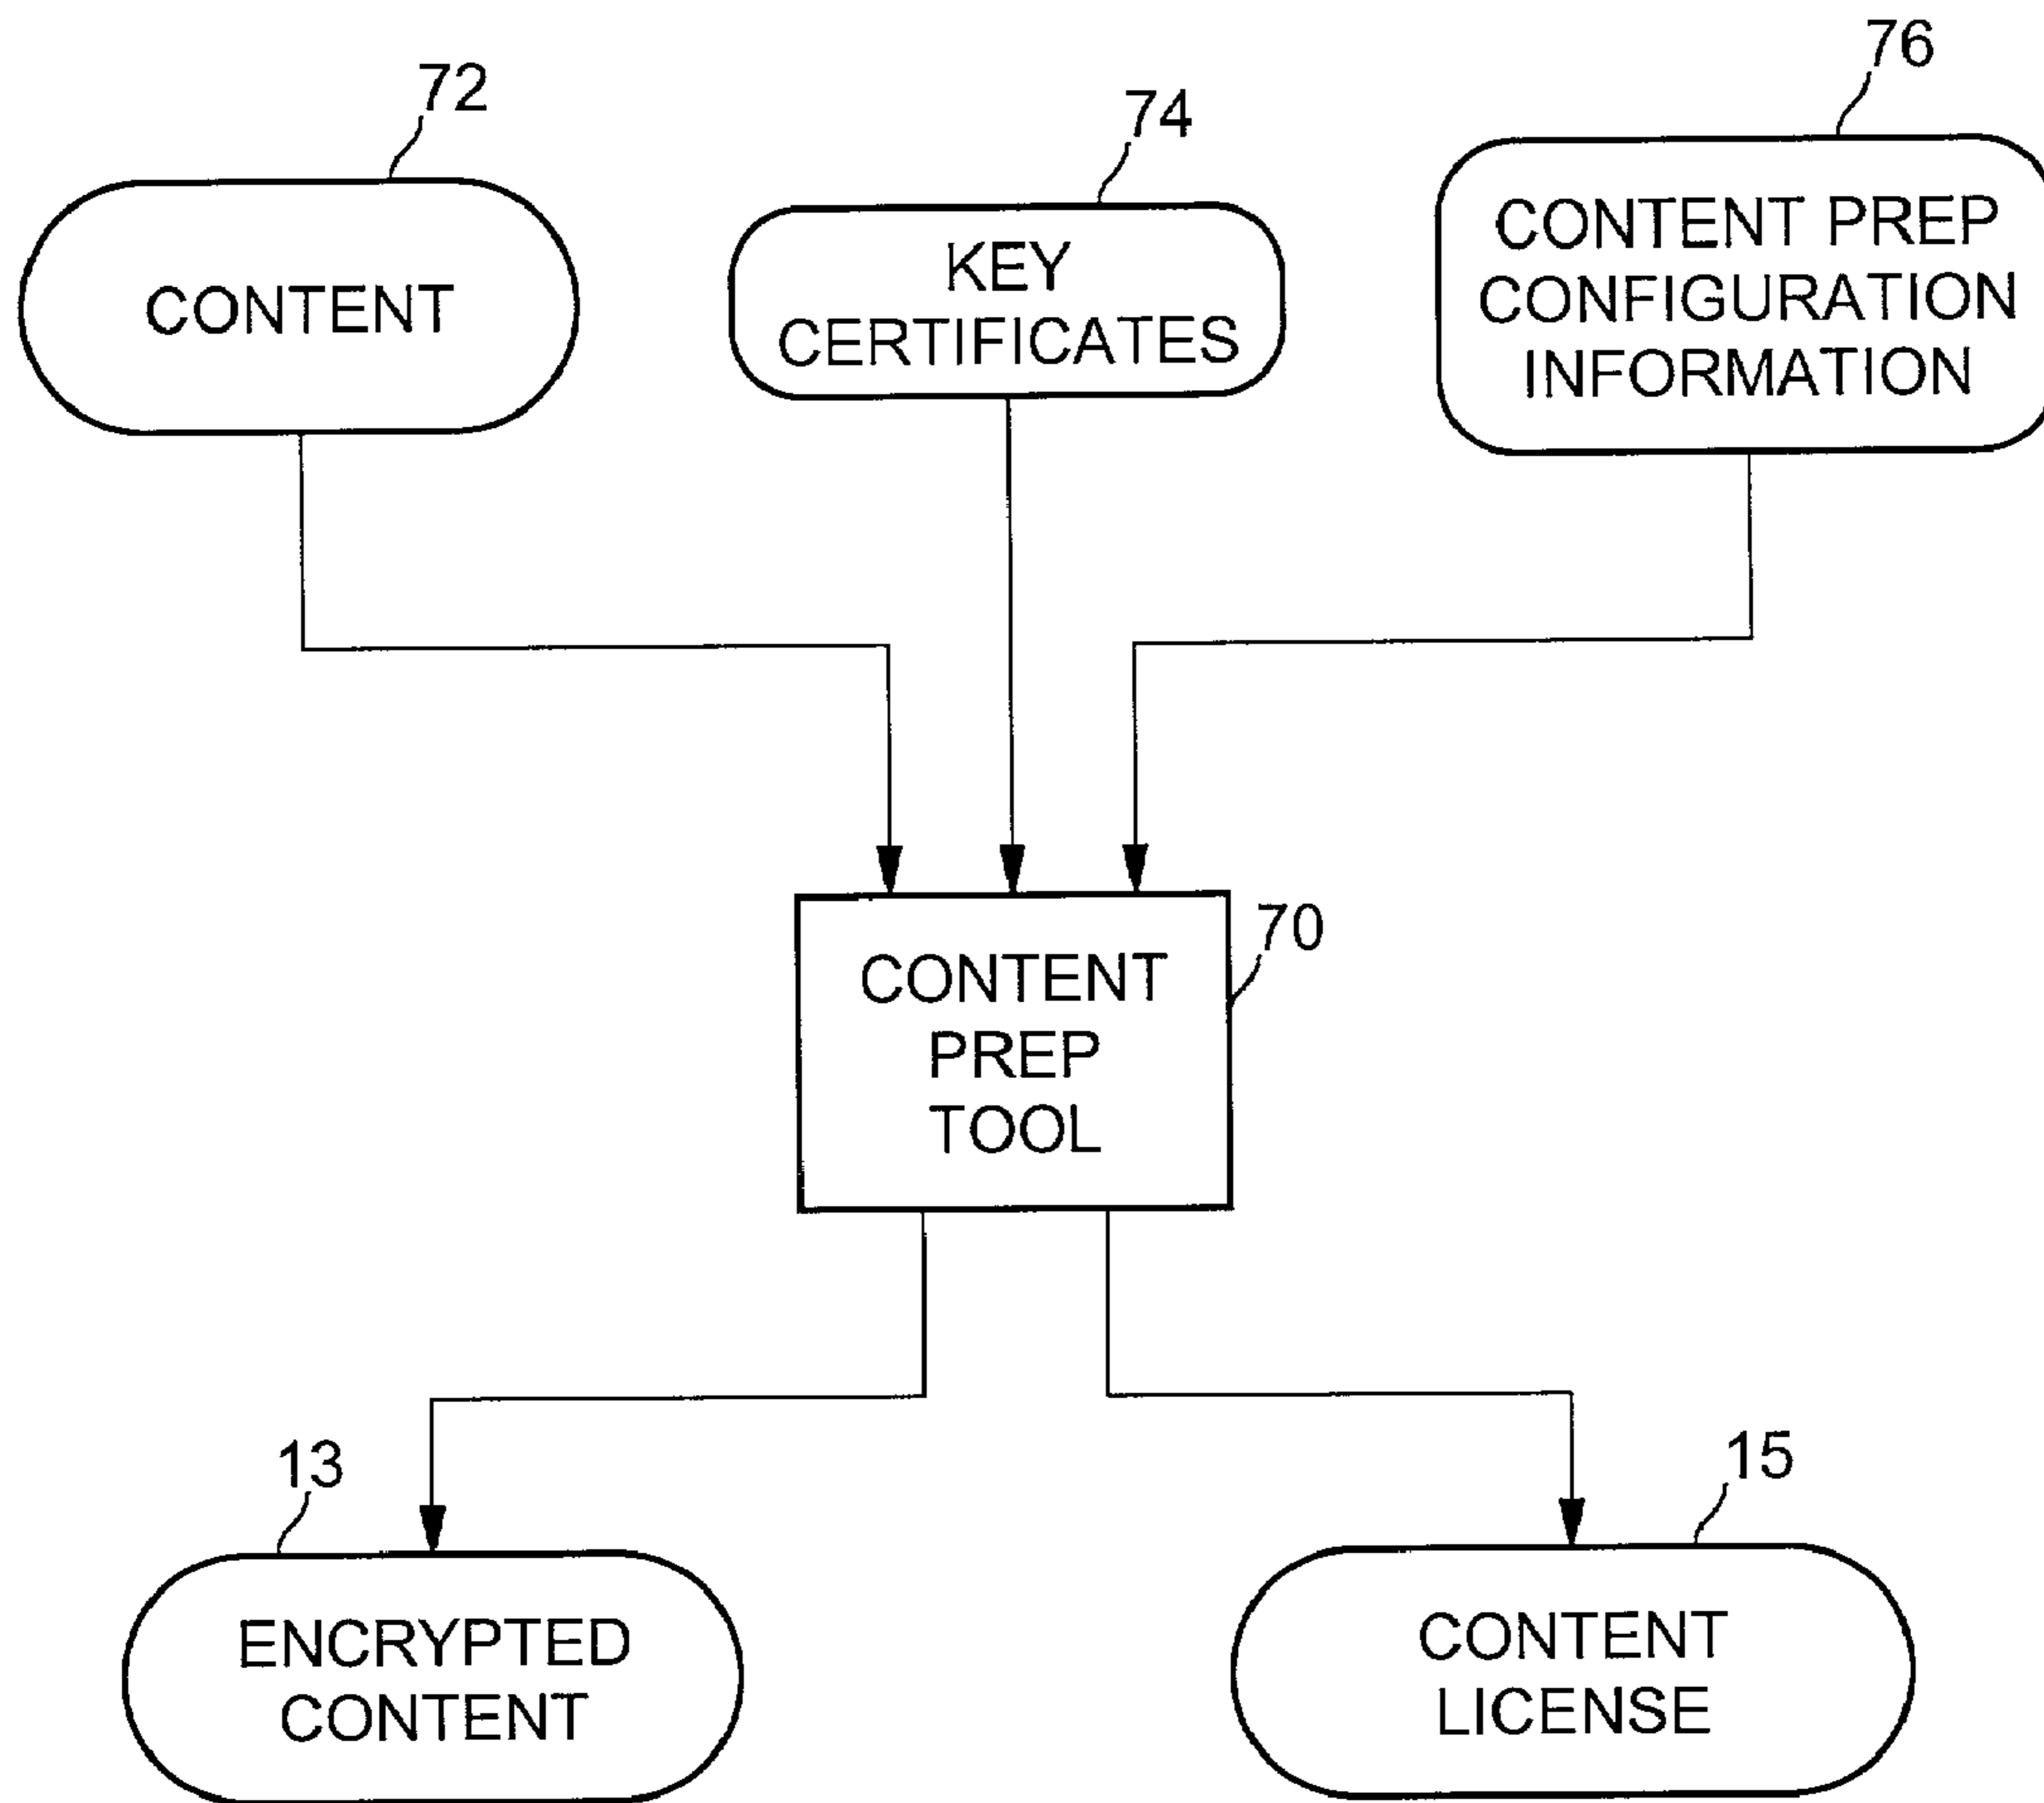 76
72
74
CONTENT
KEY
CERTIFICATES
CONTENT PREP
CONFIGURATION
INFORMATION
70
CONTENT
PREP
TOOL
13
15
ENCRYPTED
CONTENT
CONTENT
LICENSE